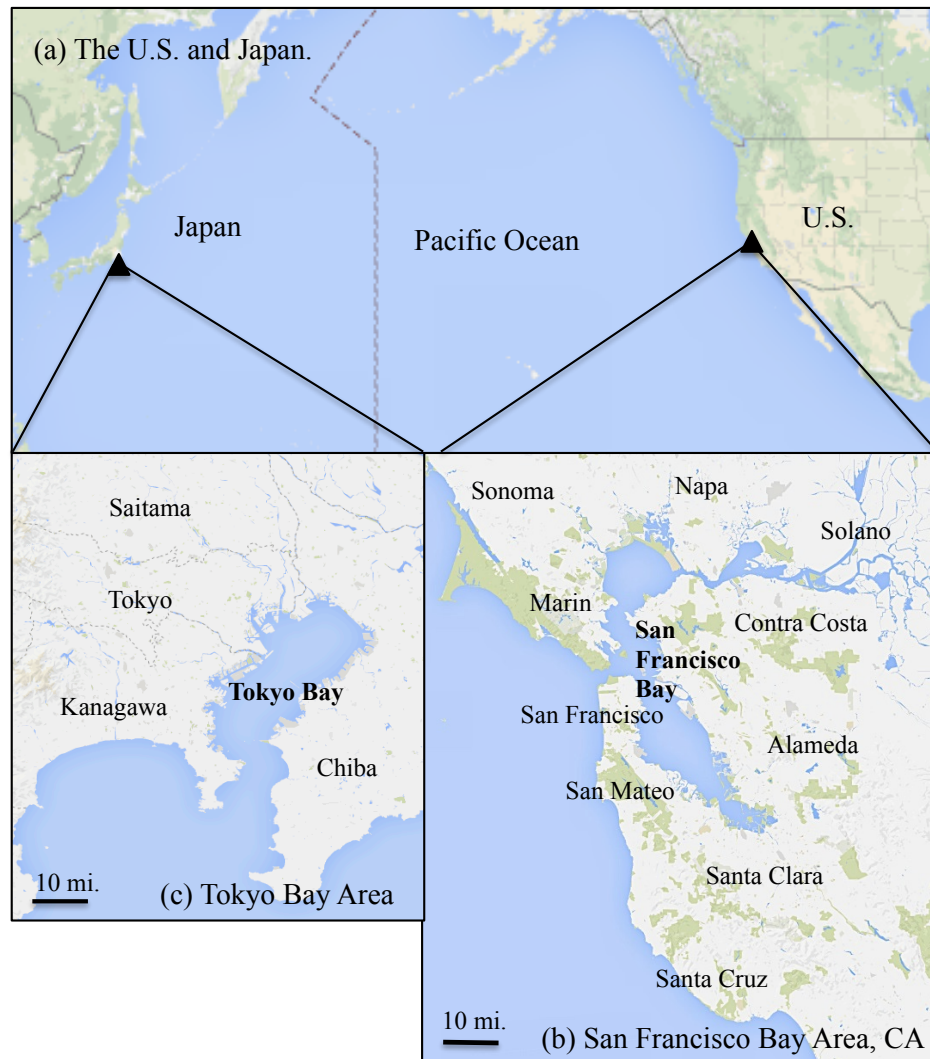 (a) The U.S. and Japan.
Japan
Pacific Ocean
U.S.
Saitama
Tokyo
Tokyo Bay
Kanagawa
Chiba
10 mi.
(c) Tokyo Bay Area
Sonoma
Napa
Solano
Marin
Contra Costa
San
Francisco
Bay
San Francisco
Alameda
San Mateo
Santa Clara
Santa Cruz
10 mi.
(b) San Francisco Bay Area, CA